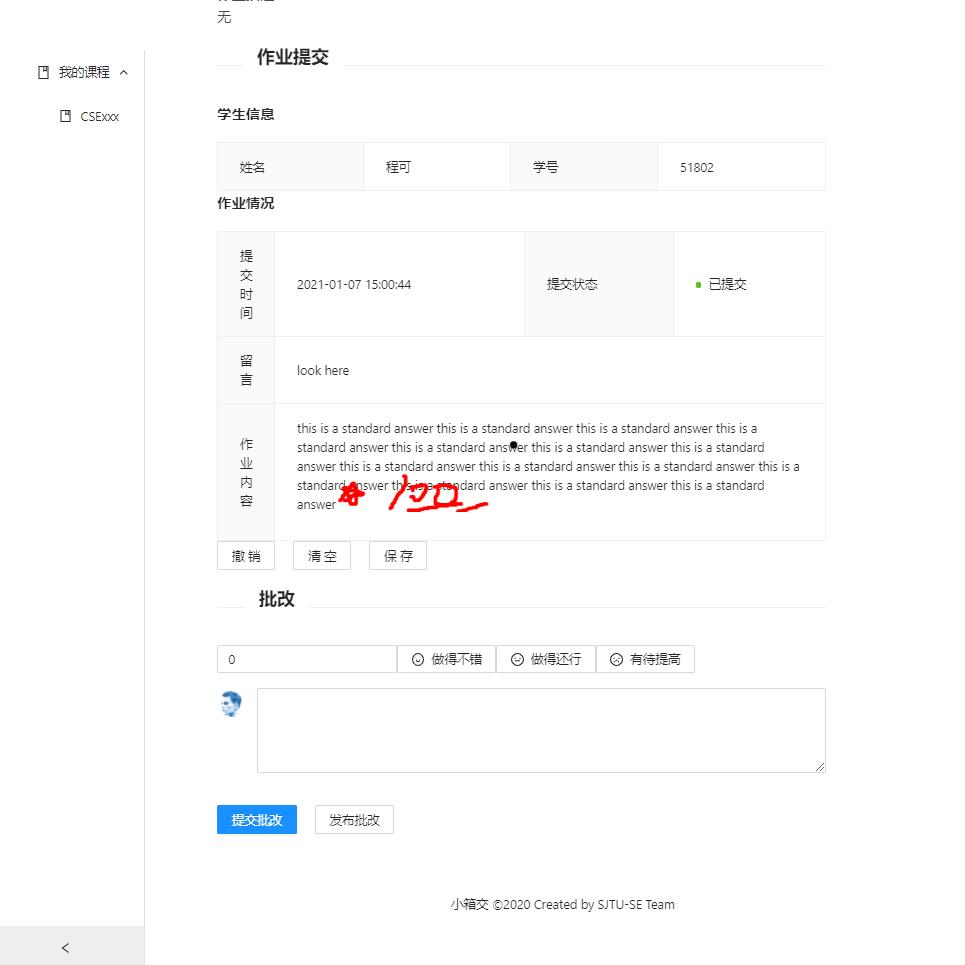 无
作业提交
我的课程
CSExxx
学生信息
姓名 程可 学号 51802
作业情况
提交时间 2021-01-07 15:00:44 提交状态 已提交
留言 look here
作业内容
this is a standard answer this is a standard answer this is a standard answer this is a
standard answer this is a standard answer this is a standard answer this is a standard
answer this is a standard answer this is a standard answer this is a standard answer this is a
standard answer this is a standard answer this is a standard answer this is a standard
answer
100
撤销 清空 保存
批改
0 做得不错 做得还行 有待提高
提交批改 发布批改
小箱交 ©2020 Created by SJTU-SE Team